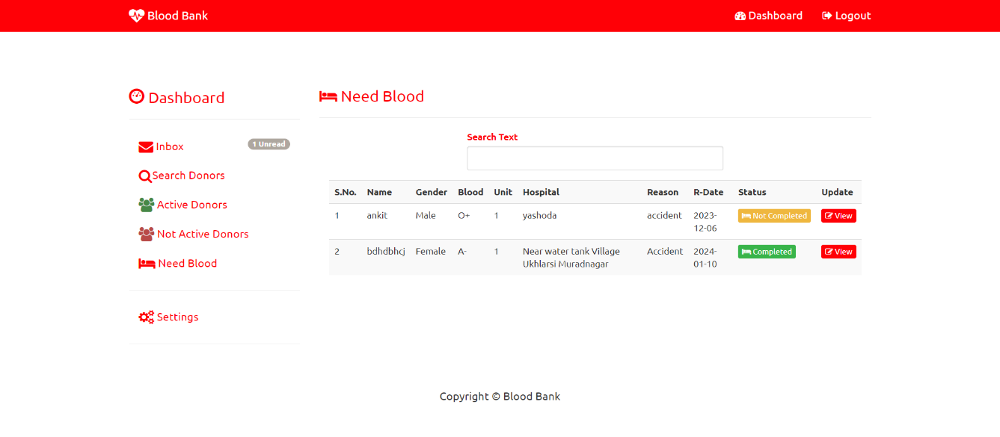 Blood Bank
Dashboard Logout
Dashboard
Inbox 1 Unread
Search Donors
Active Donors
Not Active Donors
Need Blood
Settings
Need Blood
Search Text
S.No. Name Gender Blood Unit Hospital Reason R-Date Status Update
1 ankit Male O+ 1 yashoda accident 2023-
12-06 Not Completed View
2 bdhdbhcj Female A- 1 Near water tank Village
Ukhlarsi Muradnagar Accident 2024-
01-10 Completed View
Copyright © Blood Bank